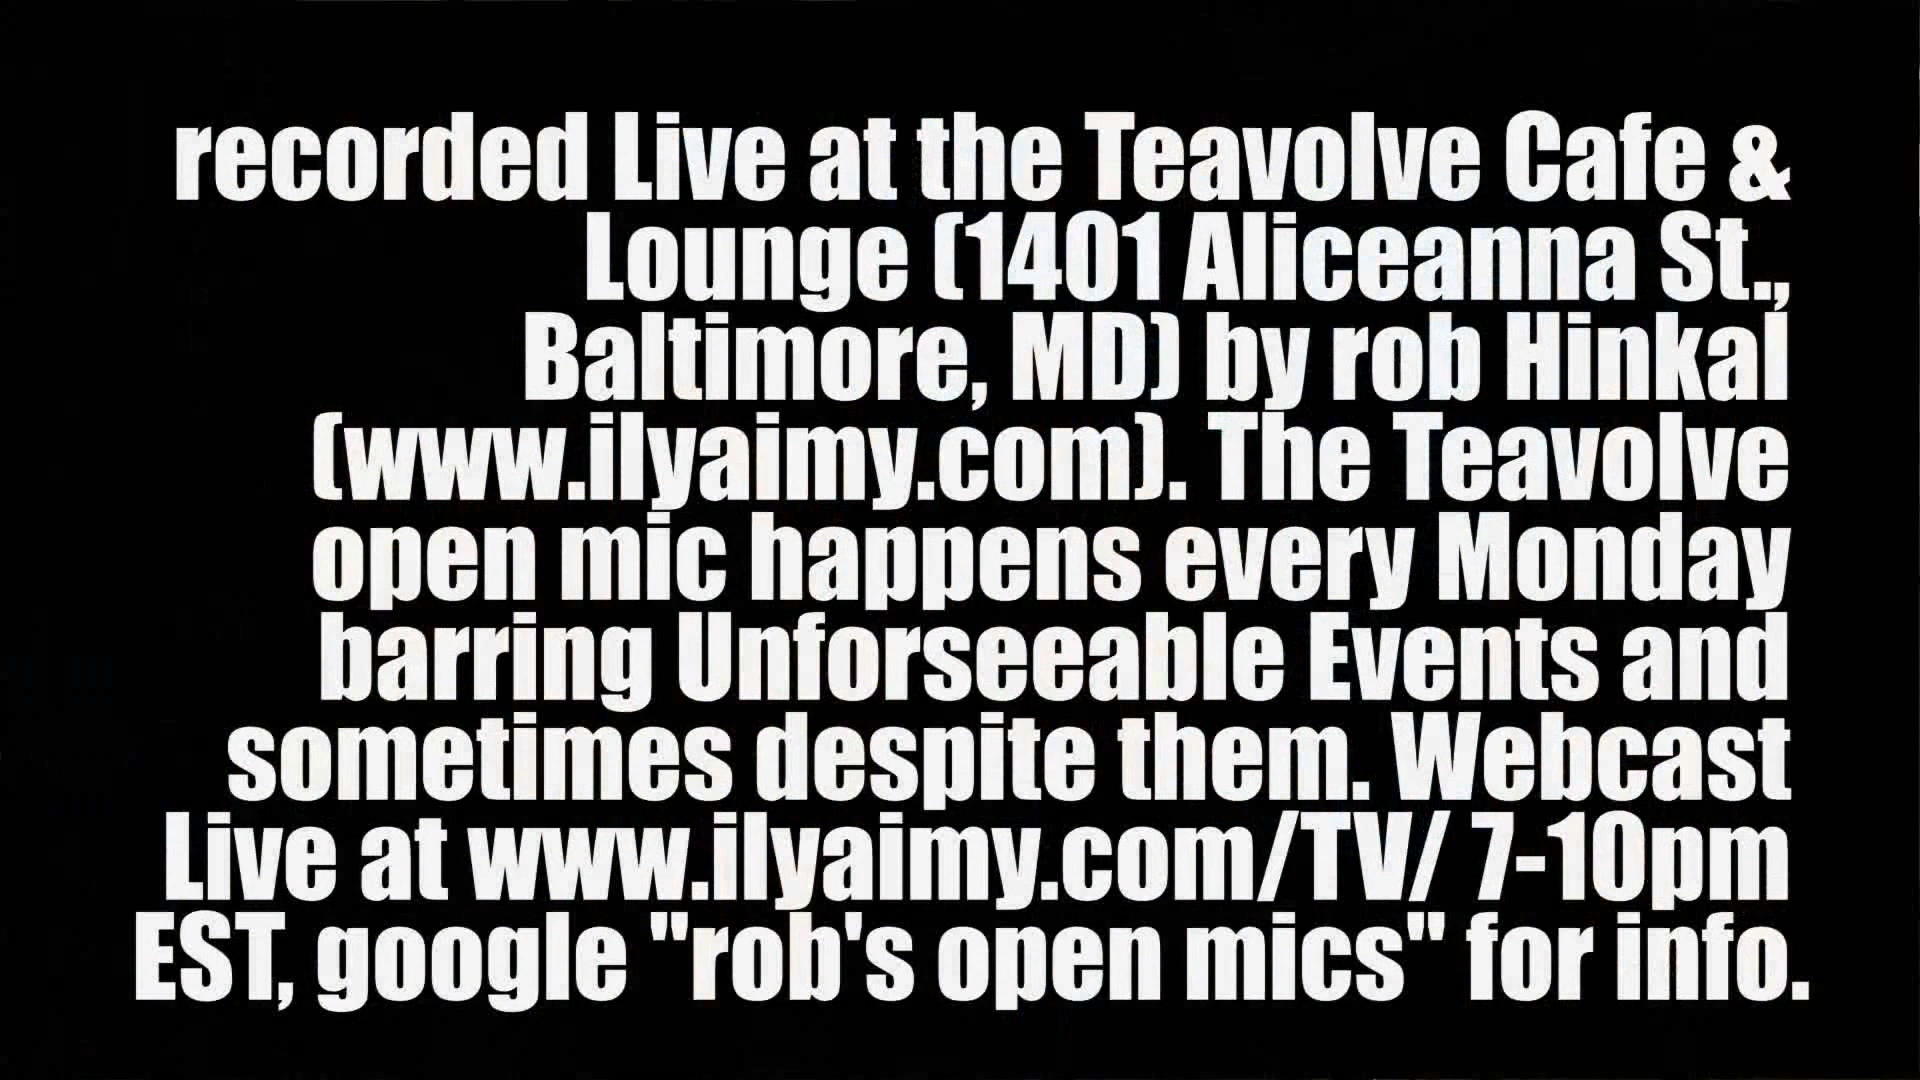 recorded Live at the Teavolve Cafe &
Lounge (1401 Aliceanna St.,
Baltimore, MD) by rob Hinkal
(www.ilyaimy.com). The Teavolve
open mic happens every Monday
barring Unforseeable Events and
sometimes despite them. Webcast
Live at www.ilyaimy.com/TV/ 7-10pm
EST, google "rob's open mics" for info.